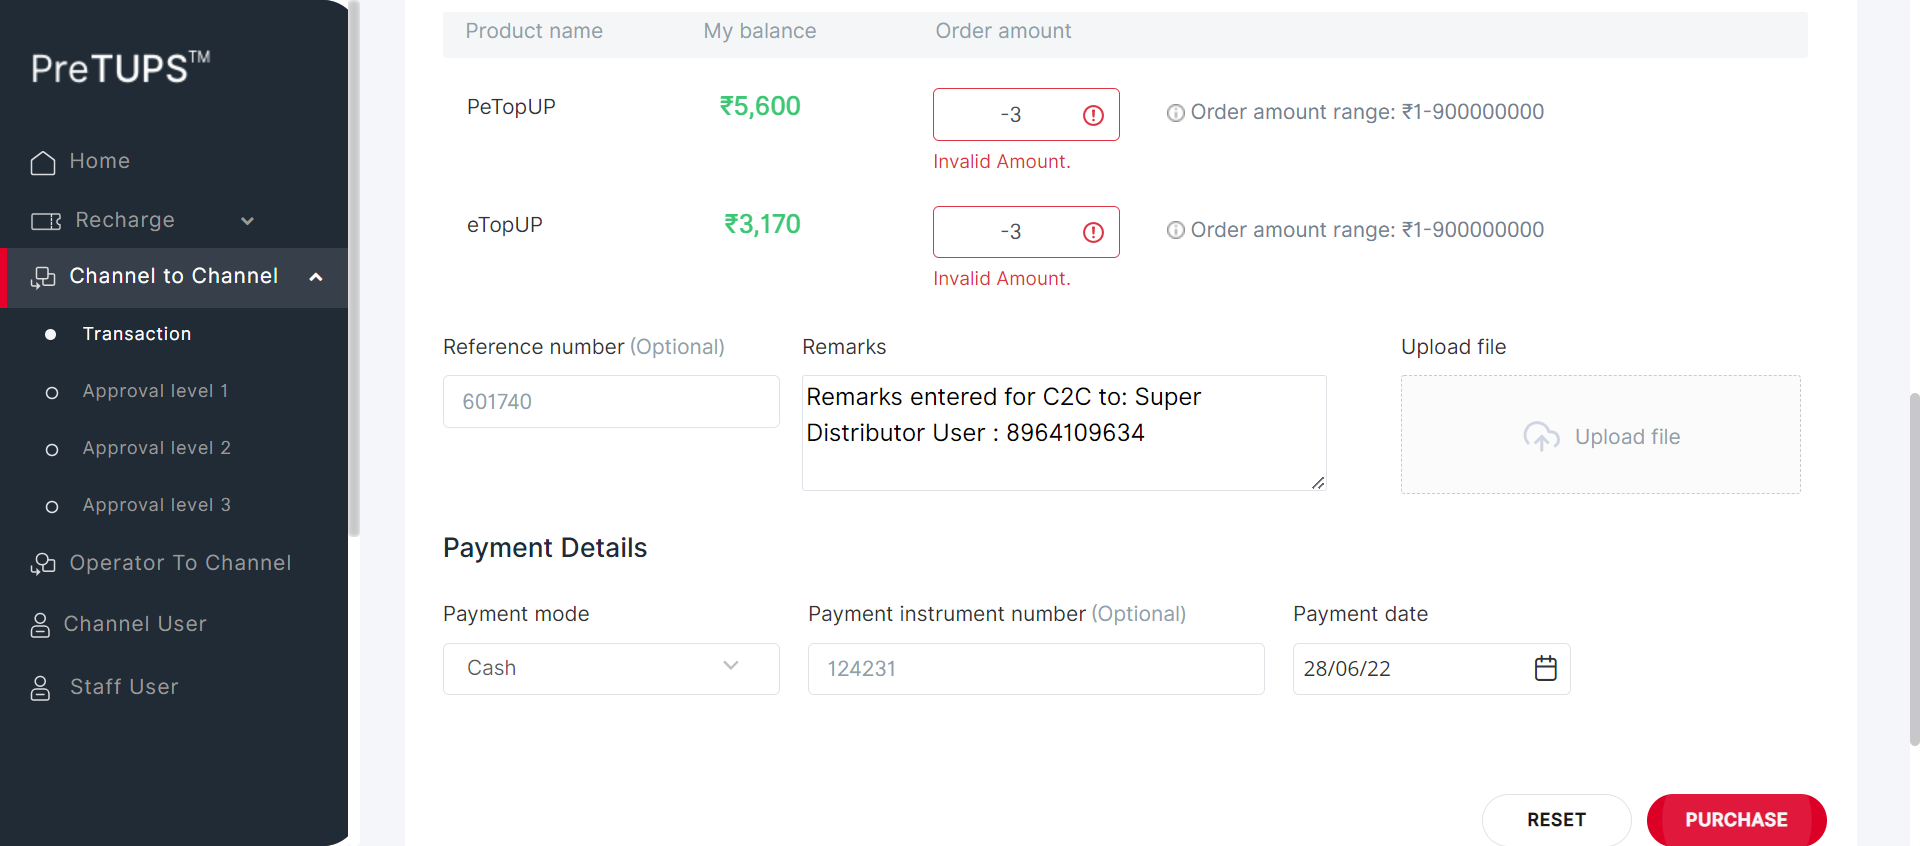 PreTUPS™
Home
Recharge
Channel to Channel
Transaction
Approval level 1
Approval level 2
Approval level 3
Operator To Channel
Channel User
Staff User
Product name My balance Order amount
PeTopUP ₹5,600 -3 Order amount range: ₹1-900000000
Invalid Amount.
eTopUP ₹3,170 -3 Order amount range: ₹1-900000000
Invalid Amount.
Reference number (Optional) Remarks Upload file
601740
Remarks entered for C2C to: Super
Distributor User : 8964109634
Upload file
Payment Details
Payment mode Payment instrument number (Optional) Payment date
Cash 124231 28/06/22
RESET PURCHASE